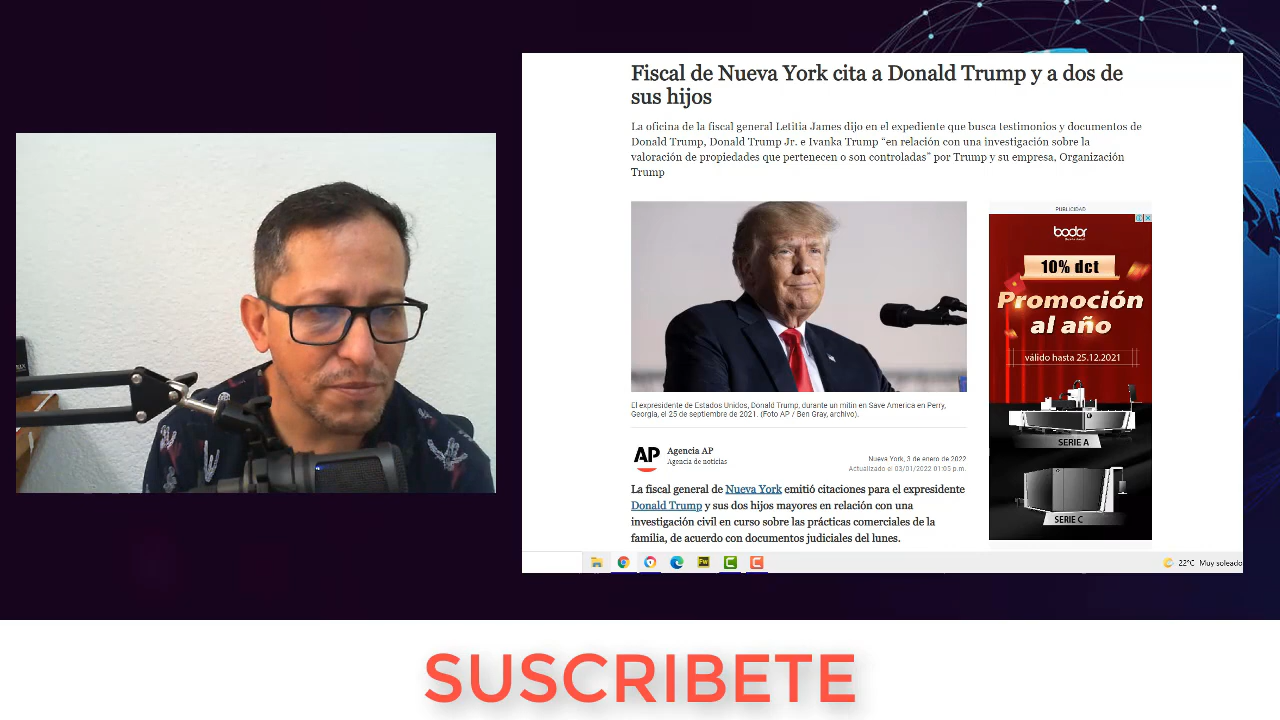 Fiscal de Nueva York cita a Donald Trump y a dos de
sus hijos
La oficina de la fiscal general Letitia James dijo en el expediente que busca testimonios y documentos de
Donald Trump, Donald Trump Jr. e Ivanka Trump “en relación con una investigación sobre la
valoración de propiedades que pertenecen o son controladas” por Trump y su empresa, Organización
Trump
El expresidente de Estados Unidos, Donald Trump, durante un mitin en Save America en Perry,
Georgia, el 25 de septiembre de 2021. (Foto AP / Ben Gray, archivo).
AP
Agencia AP
Agencia de noticias
Nueva York, 3 de enero de 2022
Actualizado el: 03/01/2022 01:05 p.m.
La fiscal general de Nueva York emitió citaciones para el expresidente
Donald Trump y sus dos hijos mayores en relación con una
investigación civil en curso sobre las prácticas comerciales de la
familia, de acuerdo con documentos judiciales del lunes.
PUBLICIDAD
bodor
10% dct
Promoción
al año
válido hasta 25.12.2021
SERIE A
SERIE C
Fw
22°C Muy soleado
SUSCRIBETE